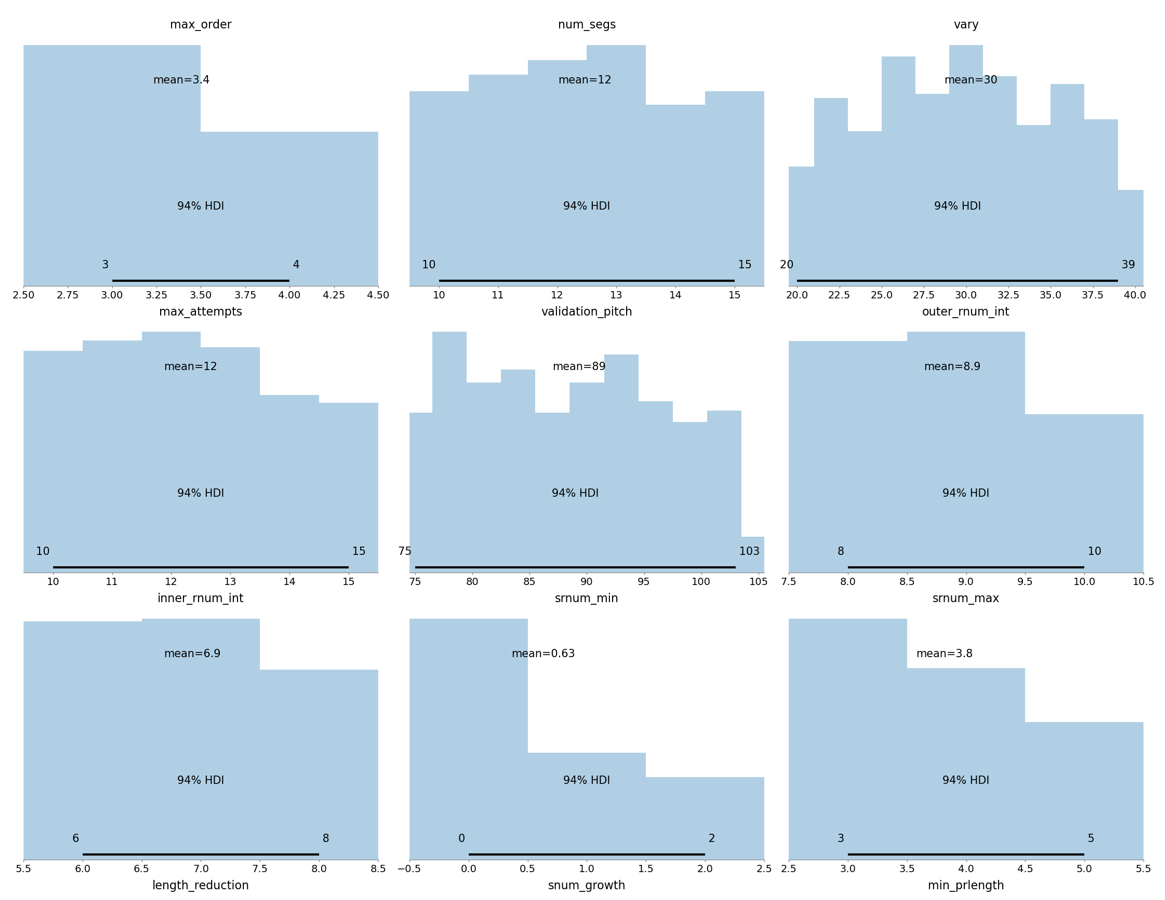 max_order
num_segs
vary
mean=3.4
mean=12
mean=30
94% HDI
94% HDI
94% HDI
3
4
10
15
20
39
2.50 2.75 3.00 3.25 3.50 3.75 4.00 4.25 4.50
10 11 12 13 14 15
20.0 22.5 25.0 27.5 30.0 32.5 35.0 37.5 40.0
max_attempts
validation_pitch
outer_rnum_int
mean=12
mean=89
mean=8.9
94% HDI
94% HDI
94% HDI
10
15
75
103
8
10
10 11 12 13 14 15
75 80 85 90 95 100 105
7.5 8.0 8.5 9.0 9.5 10.0 10.5
inner_rnum_int
srnum_min
srnum_max
mean=6.9
mean=0.63
mean=3.8
94% HDI
94% HDI
94% HDI
6
8
0
2
3
5
5.5 6.0 6.5 7.0 7.5 8.0 8.5
−0.5 0.0 0.5 1.0 1.5 2.0 2.5
2.5 3.0 3.5 4.0 4.5 5.0 5.5
length_reduction
snum_growth
min_prlength